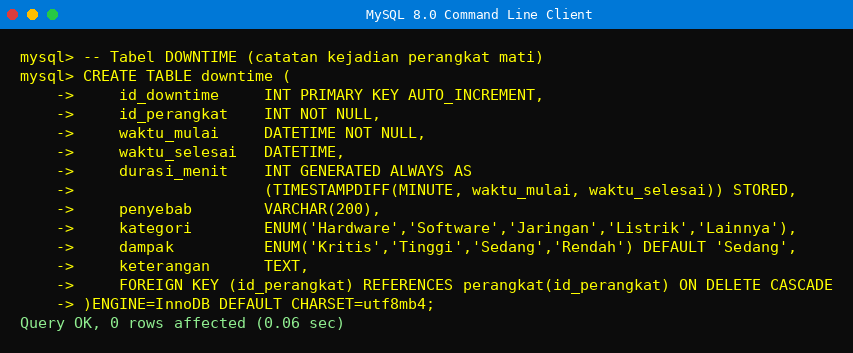 MySQL 8.0 Command Line Client
mysql> -- Tabel DOWNTIME (catatan kejadian perangkat mati)
mysql> CREATE TABLE downtime (
    ->     id_downtime     INT PRIMARY KEY AUTO_INCREMENT,
    ->     id_perangkat    INT NOT NULL,
    ->     waktu_mulai     DATETIME NOT NULL,
    ->     waktu_selesai   DATETIME,
    ->     durasi_menit    INT GENERATED ALWAYS AS
    ->                     (TIMESTAMPDIFF(MINUTE, waktu_mulai, waktu_selesai)) STORED,
    ->     penyebab        VARCHAR(200),
    ->     kategori        ENUM('Hardware','Software','Jaringan','Listrik','Lainnya'),
    ->     dampak          ENUM('Kritis','Tinggi','Sedang','Rendah') DEFAULT 'Sedang',
    ->     keterangan      TEXT,
    ->     FOREIGN KEY (id_perangkat) REFERENCES perangkat(id_perangkat) ON DELETE CASCADE
    -> )ENGINE=InnoDB DEFAULT CHARSET=utf8mb4;
Query OK, 0 rows affected (0.06 sec)